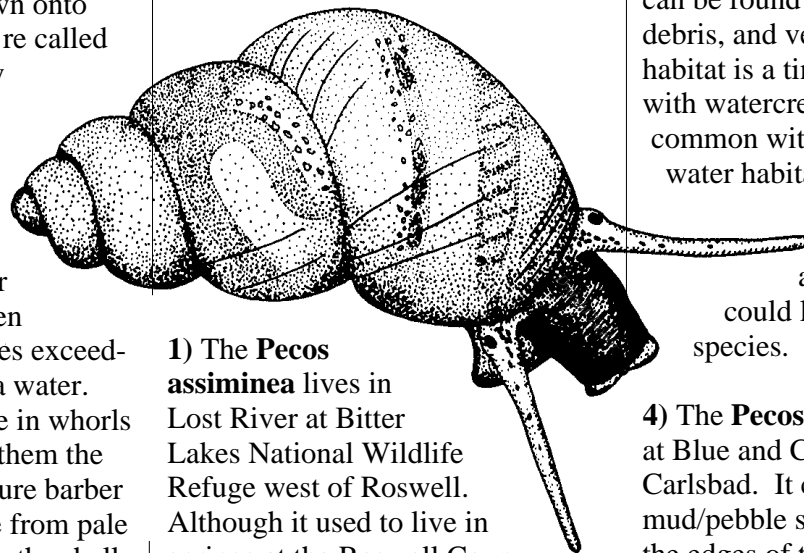 onto
re called
en
es exceed-
a water.
e in whorls
them the
ure barber
e from pale
1) The Pecos
assiminea lives in
Lost River at Bitter
Lakes National Wildlife
Refuge west of Roswell.
Although it used to live in
can be found
debris, and ve
habitat is a tin
with watercre
common wit
water habita
a
could l
species.
4) The Pecos
at Blue and C
Carlsbad. It
mud/pebble s
the edges of